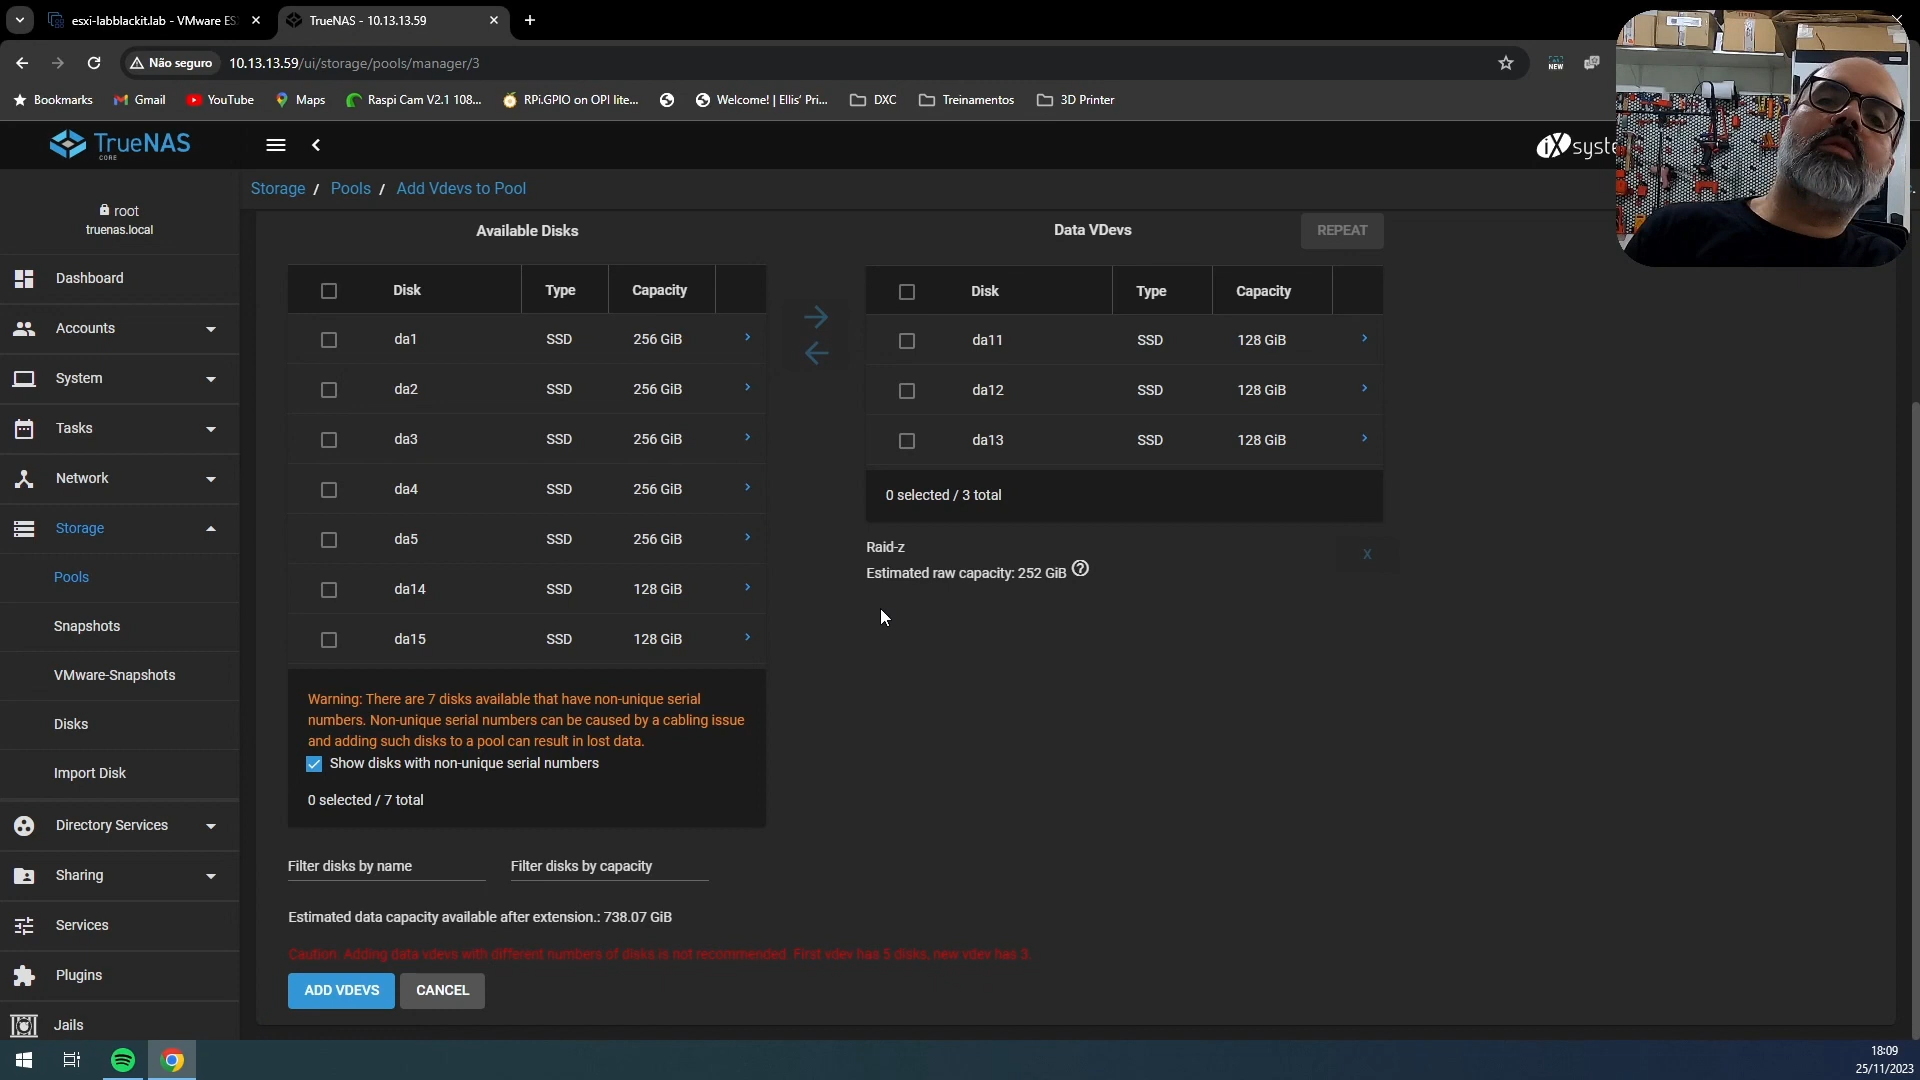 esxi-labblackit.lab - VMware ES
TrueNAS - 10.13.13.59
Não seguro
10.13.13.59/ui/storage/pools/manager/3
NEW
Bookmarks
Gmail
YouTube
Maps
Raspi Cam V2.1 108...
RPi.GPIO on OPI lite...
Welcome! | Ellis' Pri...
DXC
Treinamentos
3D Printer
TrueNAS
CORE
iXsyste
Storage / Pools / Add Vdevs to Pool
root
truenas.local
Dashboard
Accounts
System
Tasks
Network
Storage
Pools
Snapshots
VMware-Snapshots
Disks
Import Disk
Directory Services
Sharing
Services
Plugins
Jails
Available Disks
Disk Type Capacity
da1 SSD 256 GiB
da2 SSD 256 GiB
da3 SSD 256 GiB
da4 SSD 256 GiB
da5 SSD 256 GiB
da14 SSD 128 GiB
da15 SSD 128 GiB
Warning: There are 7 disks available that have non-unique serial
numbers. Non-unique serial numbers can be caused by a cabling issue
and adding such disks to a pool can result in lost data.
Show disks with non-unique serial numbers
0 selected / 7 total
Filter disks by name
Filter disks by capacity
Data VDevs
REPEAT
Disk Type Capacity
da11 SSD 128 GiB
da12 SSD 128 GiB
da13 SSD 128 GiB
0 selected / 3 total
Raid-z
X
Estimated raw capacity: 252 GiB
Estimated data capacity available after extension.: 738.07 GiB
Caution: Adding data vdevs with different numbers of disks is not recommended. First vdev has 5 disks, new vdev has 3.
ADD VDEVS
CANCEL
18:09
25/11/2023